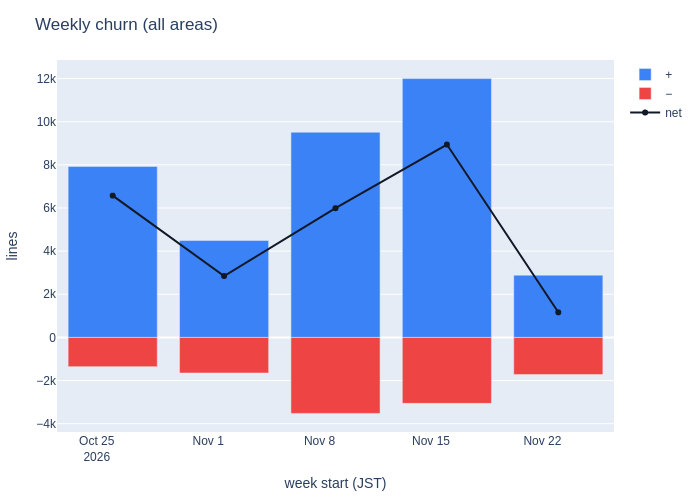 Weekly churn (all areas)
12k
10k
8k
6k
4k
2k
0
−2k
−4k
lines
Oct 25
2026
Nov 1
Nov 8
Nov 15
Nov 22
week start (JST)
+
−
net